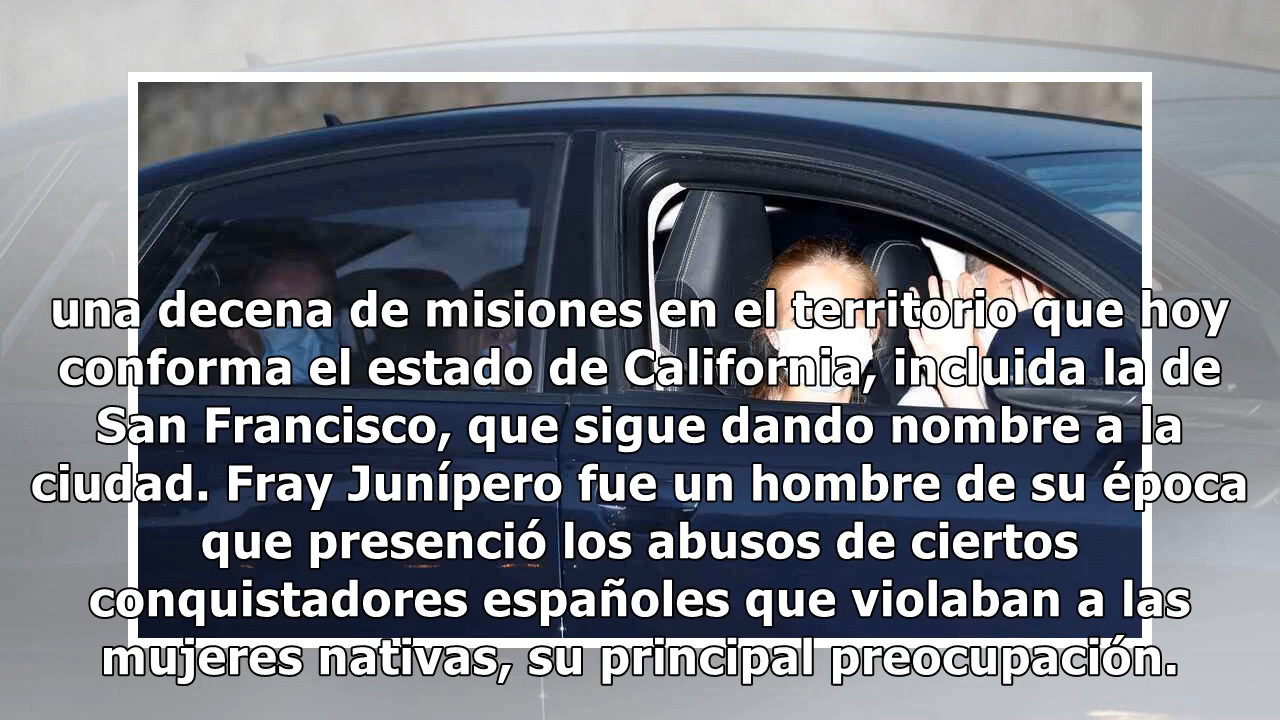 una decena de misiones en el territorio que hoy
conforma el estado de California, incluida la de
San Francisco, que sigue dando nombre a la
ciudad. Fray Junípero fue un hombre de su época
que presenció los abusos de ciertos
conquistadores españoles que violaban a las
mujeres nativas, su principal preocupación.